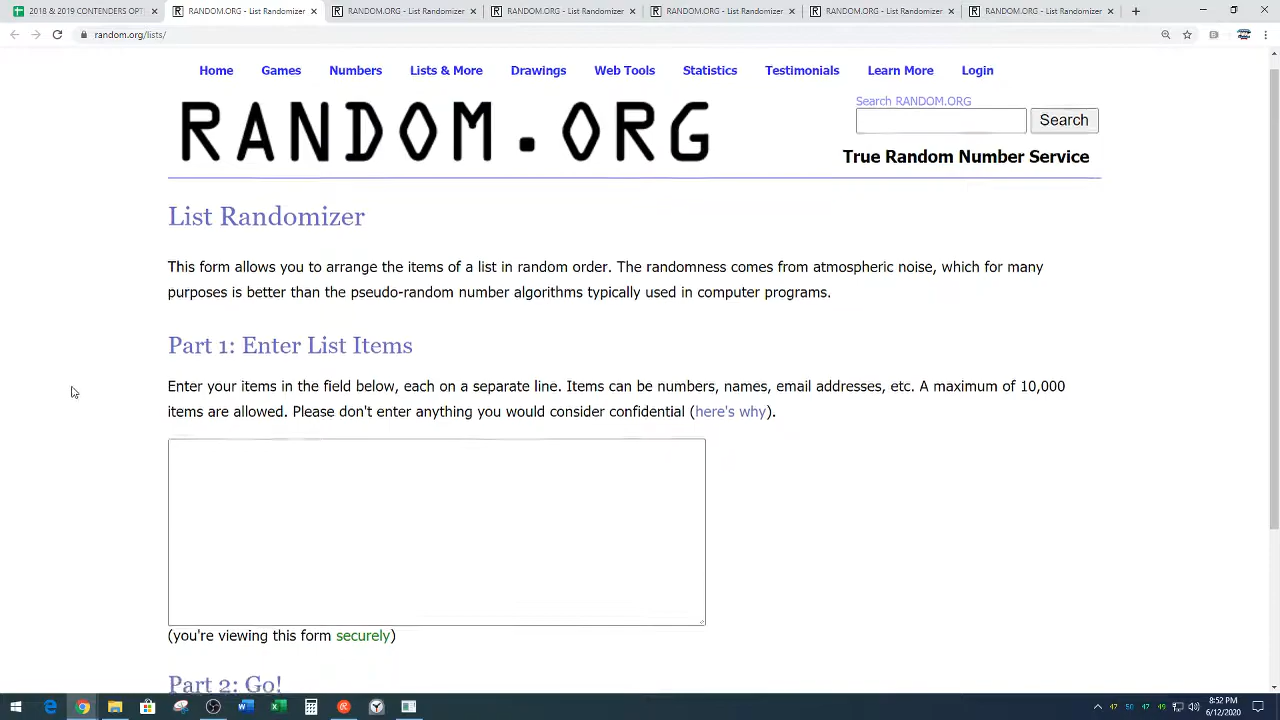 2018 & 2019 CONTENDERS OPT
RANDOM.ORG - List Randomizer
RANDOM.ORG - List Randomizer
RANDOM.ORG - List Randomizer
RANDOM.ORG - List Randomizer
RANDOM.ORG - List Randomizer
RANDOM.ORG - List Randomizer
random.org/lists/
Home Games Numbers Lists & More Drawings Web Tools Statistics Testimonials Learn More Login
RANDOM.ORG
Search RANDOM.ORG
Search
True Random Number Service
List Randomizer
This form allows you to arrange the items of a list in random order. The randomness comes from atmospheric noise, which for many
purposes is better than the pseudo-random number algorithms typically used in computer programs.
Part 1: Enter List Items
Enter your items in the field below, each on a separate line. Items can be numbers, names, email addresses, etc. A maximum of 10,000
items are allowed. Please don't enter anything you would consider confidential (here's why).
(you're viewing this form securely)
Part 2: Go!
47 50 47 49
8:52 PM
6/12/2020